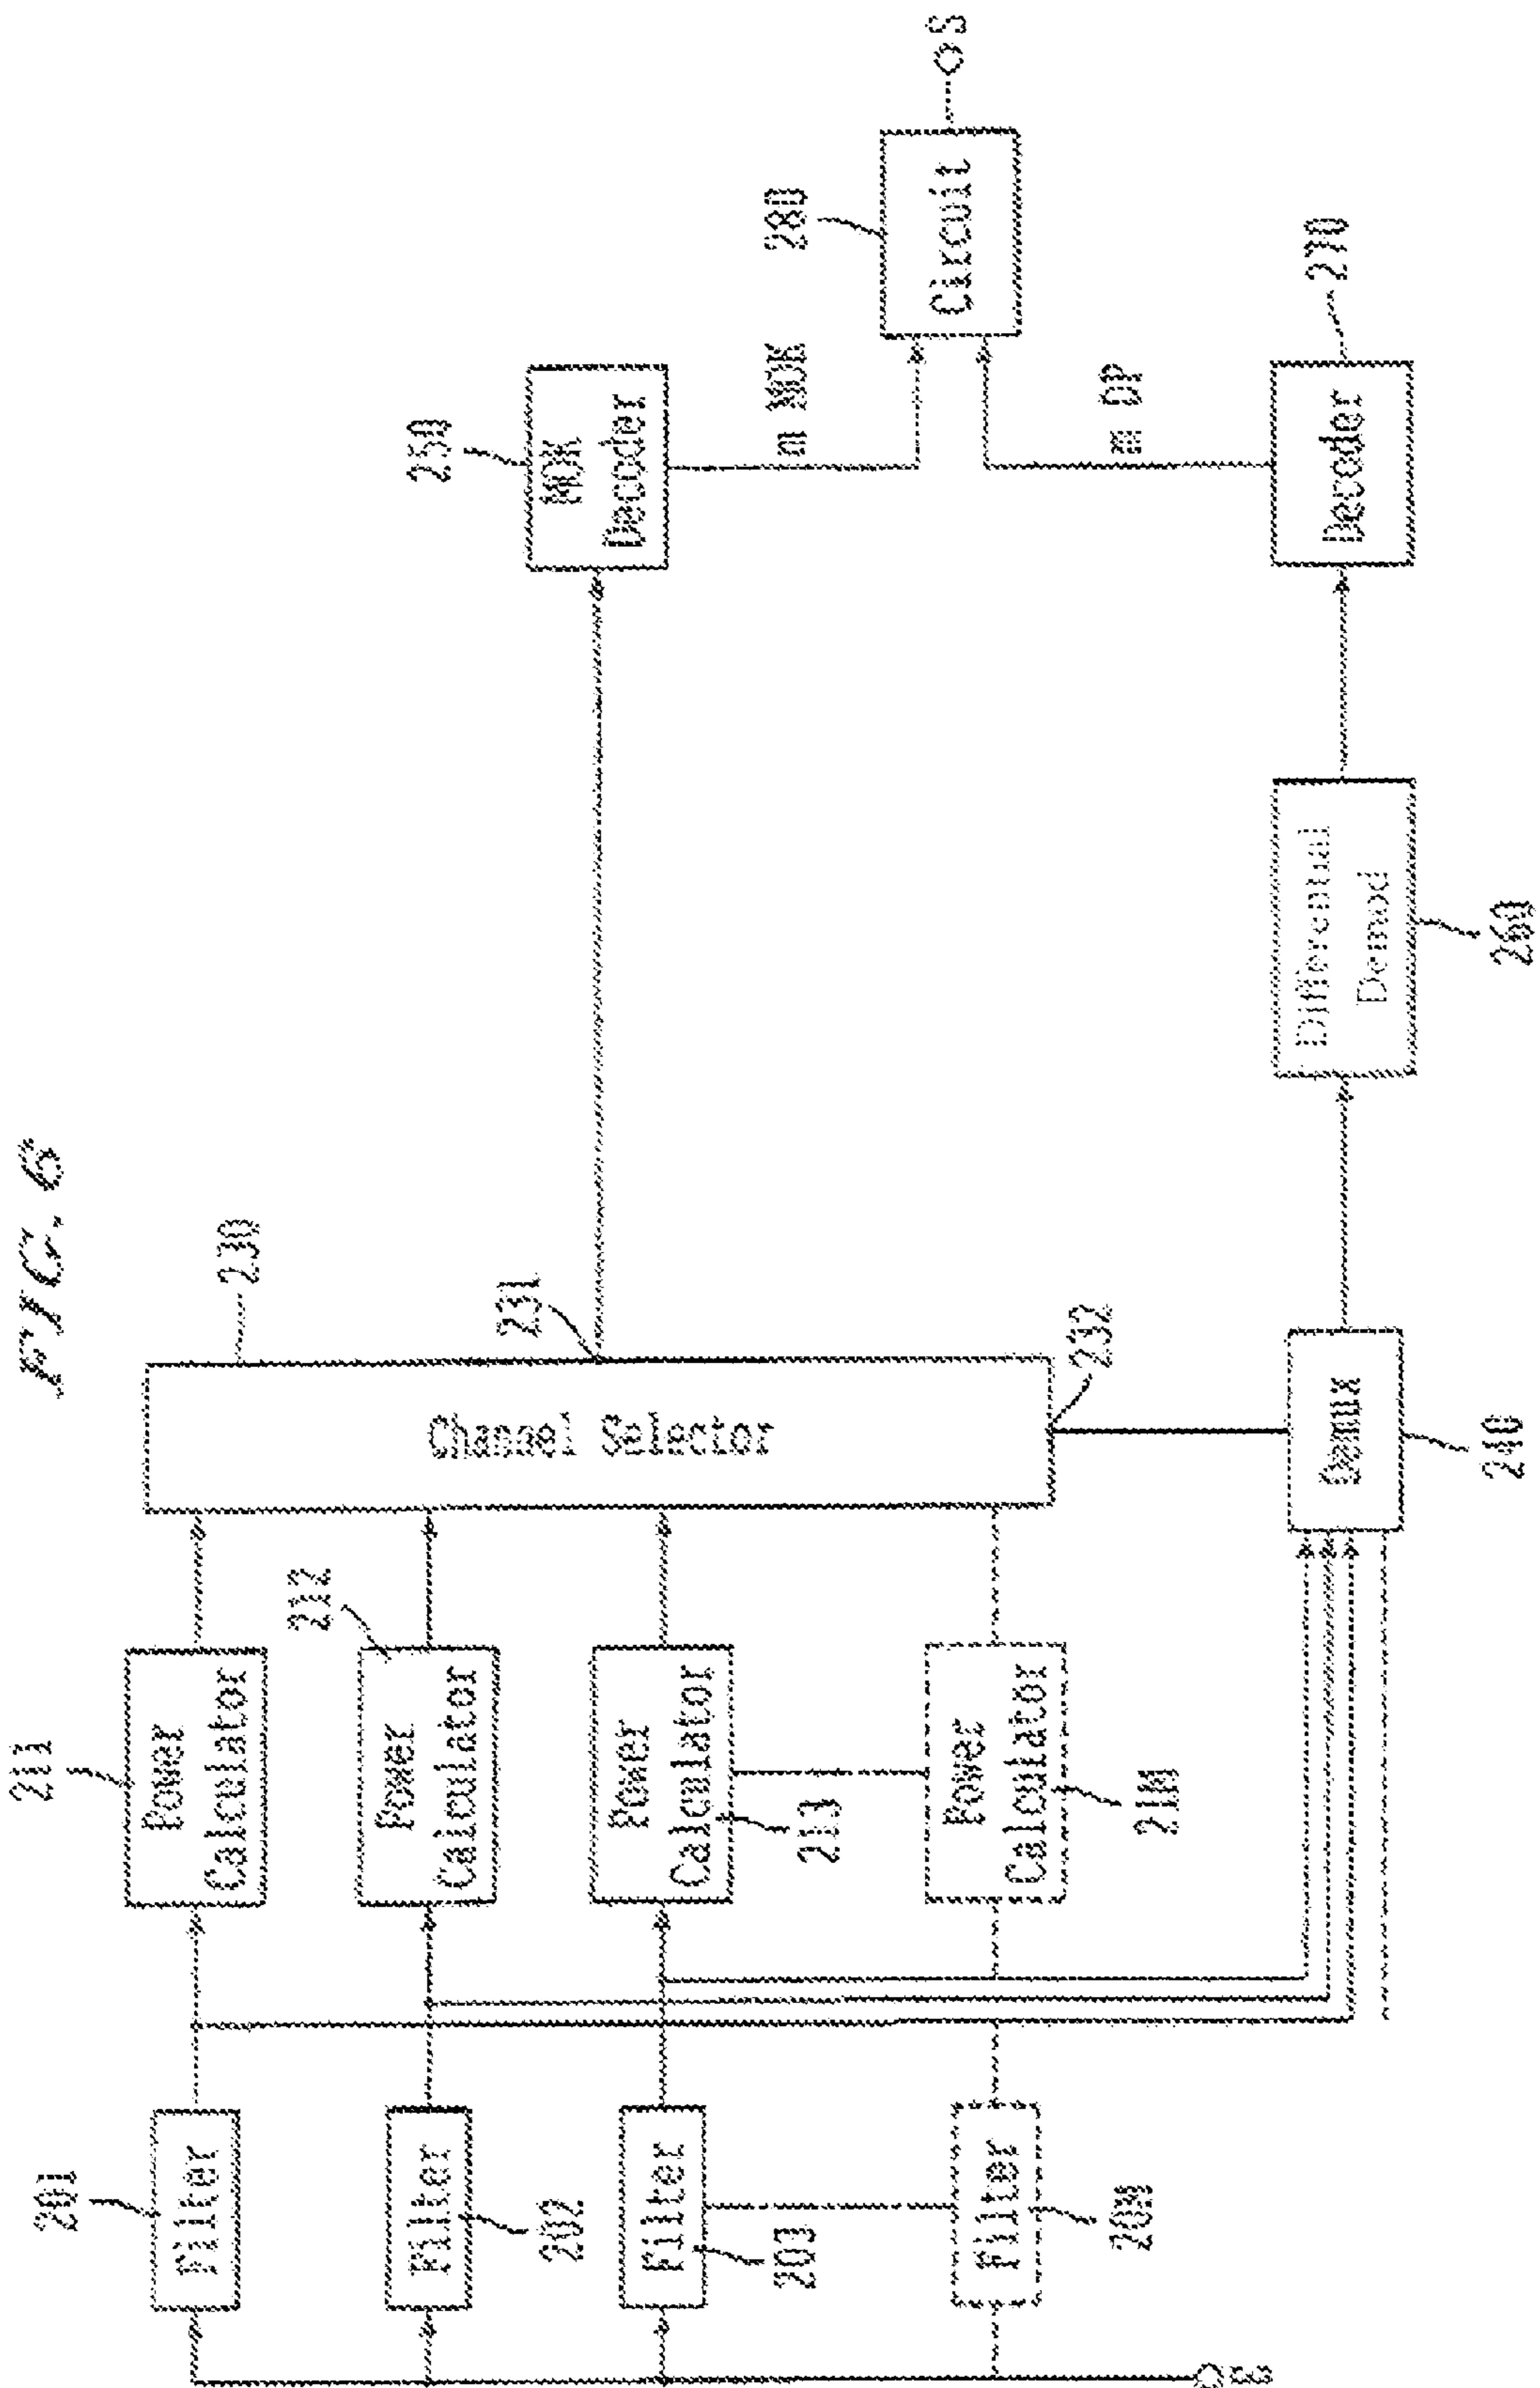 FIG. 6
211
Power
Calculator
212
Power
Calculator
Power
Calculator
213
Power
Calculator
21M
201
Filter
Filter
202
Filter
203
Filter
20M
230
Channel Selector
231
232
Demux
240
Differential
Demod
260
250
MOK
Decoder
m MOK
m DP
Decoder
270
280
Circuit
S